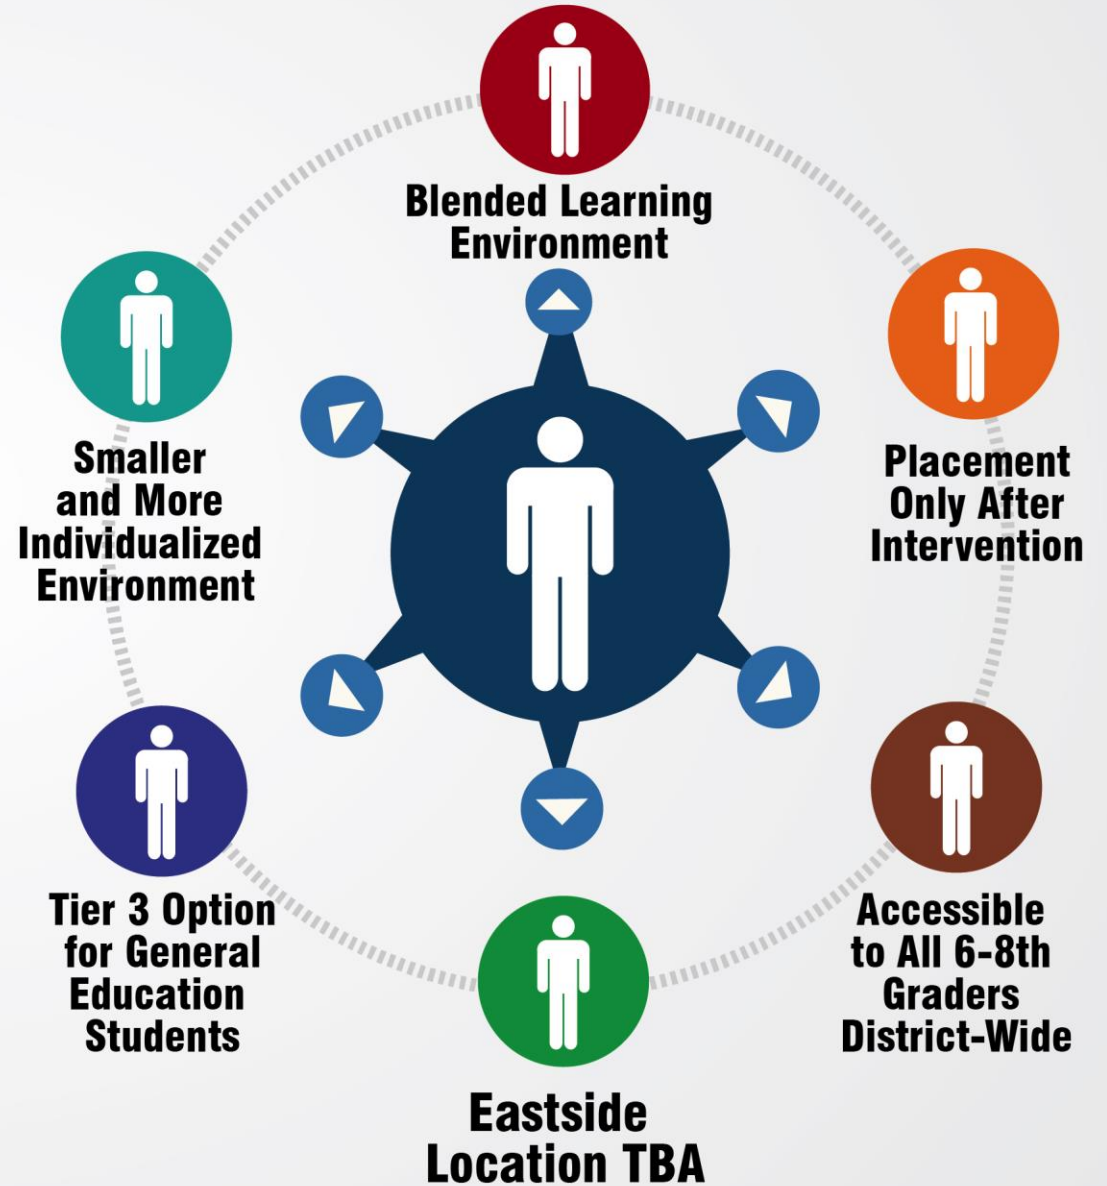 Blended Learning
Environment
Smaller
and More
Individualized
Environment
Placement
Only After
Intervention
Tier 3 Option
for General
Education
Students
Accessible
to All 6-8th
Graders
District-Wide
Eastside
Location TBA